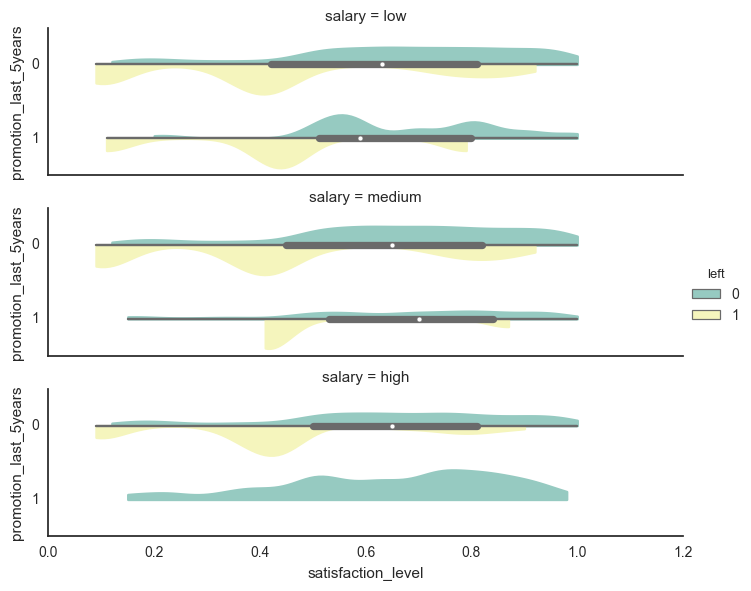 salary = low
promotion_last_5years
0
1
salary = medium
promotion_last_5years
0
1
left
0
1
salary = high
promotion_last_5years
0
1
0.0 0.2 0.4 0.6 0.8 1.0 1.2
satisfaction_level